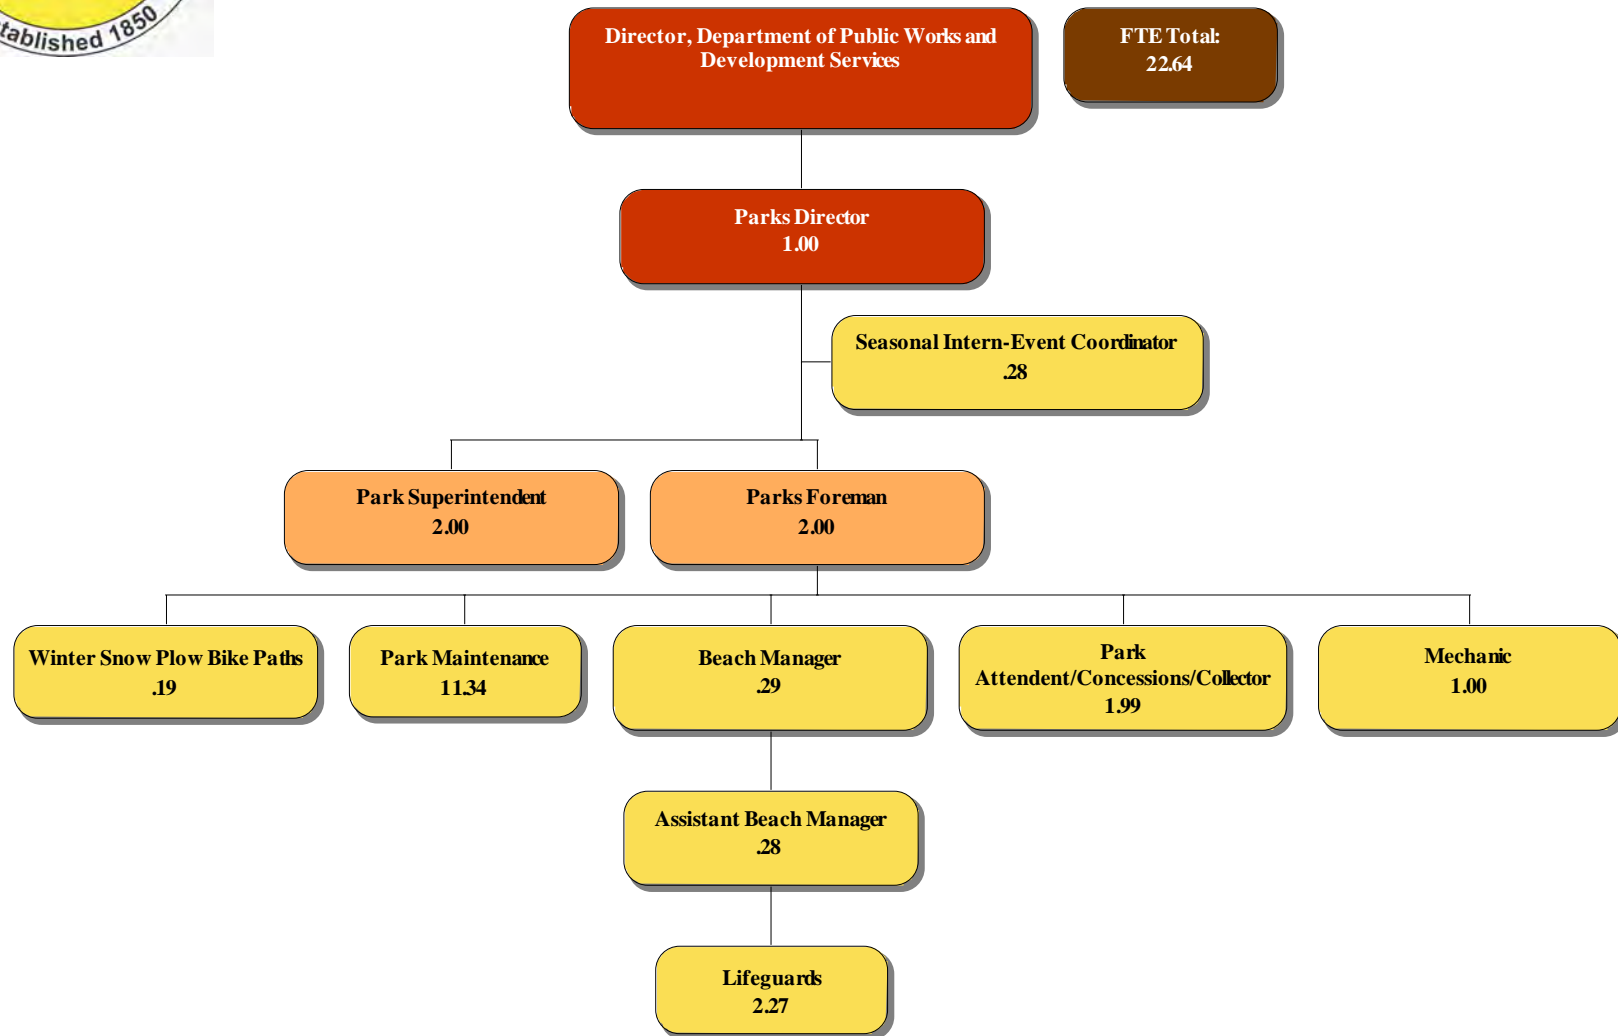 tablished 1850
Director, Department of Public Works and
Development Services
FTE Total:
22.64
Parks Director
1.00
Seasonal Intern-Event Coordinator
.28
Park Superintendent
2.00
Parks Foreman
2.00
Winter Snow Plow Bike Paths
.19
Park Maintenance
11.34
Beach Manager
.29
Park
Attendent/Concessions/Collector
1.99
Mechanic
1.00
Assistant Beach Manager
.28
Lifeguards
2.27